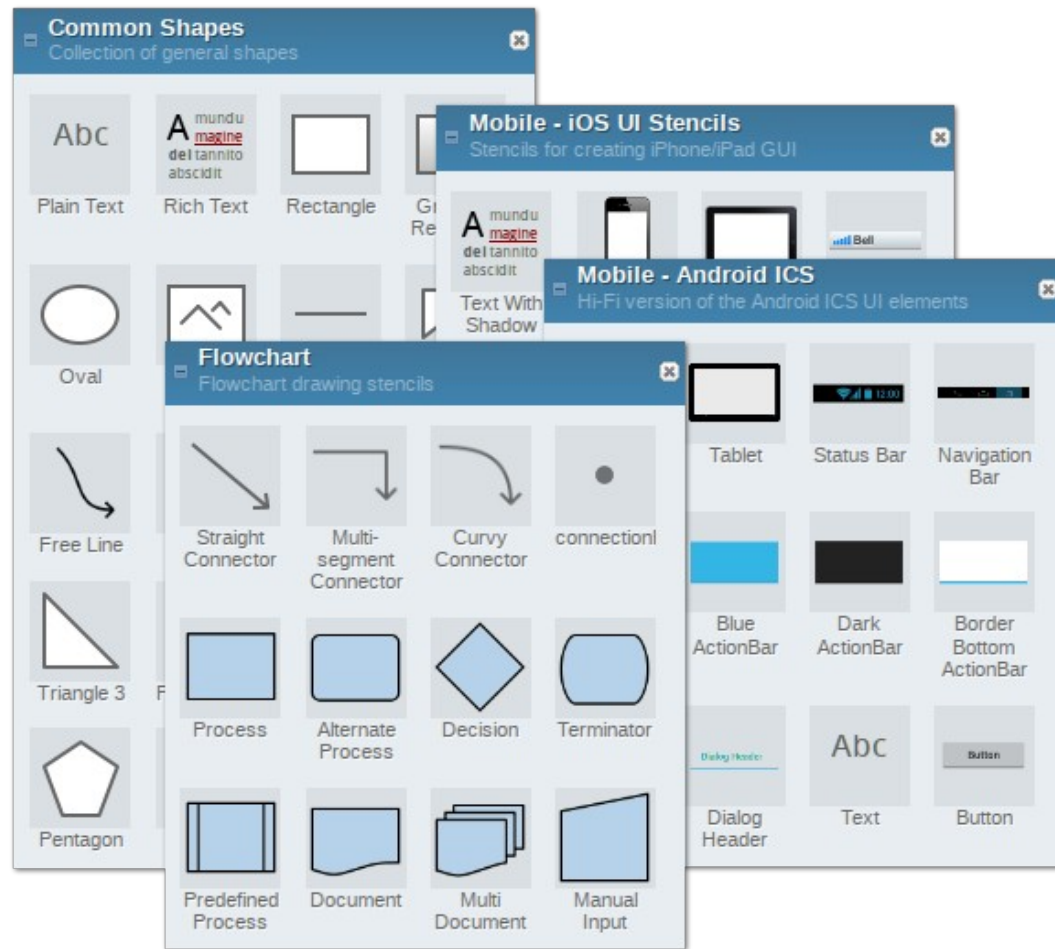 Common Shapes
Collection of general shapes
Abc
Plain Text
A mundu
magine
del tannito
abscidit
Rich Text
Rectangle
Oval
Free Line
Triangle 3
Pentagon
Mobile - iOS UI Stencils
Stencils for creating iPhone/iPad GUI
A mundu
magine
del tannito
abscidit
Text With
Shadow
Bell
Mobile - Android ICS
Hi-Fi version of the Android ICS UI elements
Tablet
12:00
Status Bar
Navigation
Bar
Blue
ActionBar
Dark
ActionBar
Border
Bottom
ActionBar
Dialog Header
Dialog
Header
Abc
Text
Button
Button
Flowchart
Flowchart drawing stencils
Straight
Connector
Multi-
segment
Connector
Curvy
Connector
Process
Alternate
Process
Decision
Terminator
Predefined
Process
Document
Multi
Document
Manual
Input